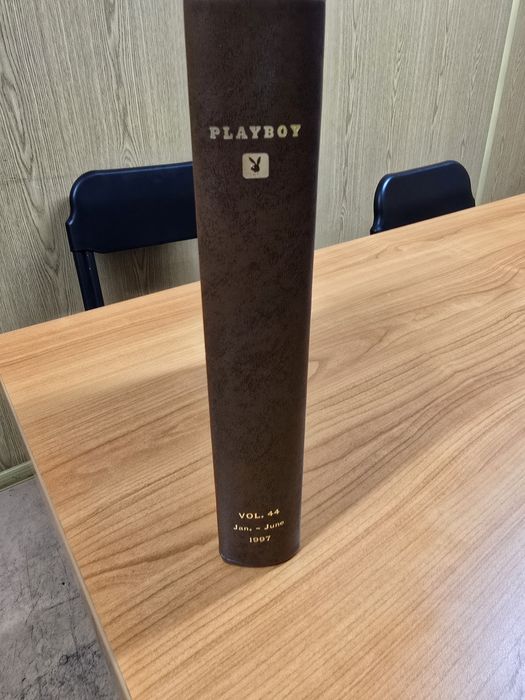 PLAYBOY
VOL. 44
Jan. - June
1997